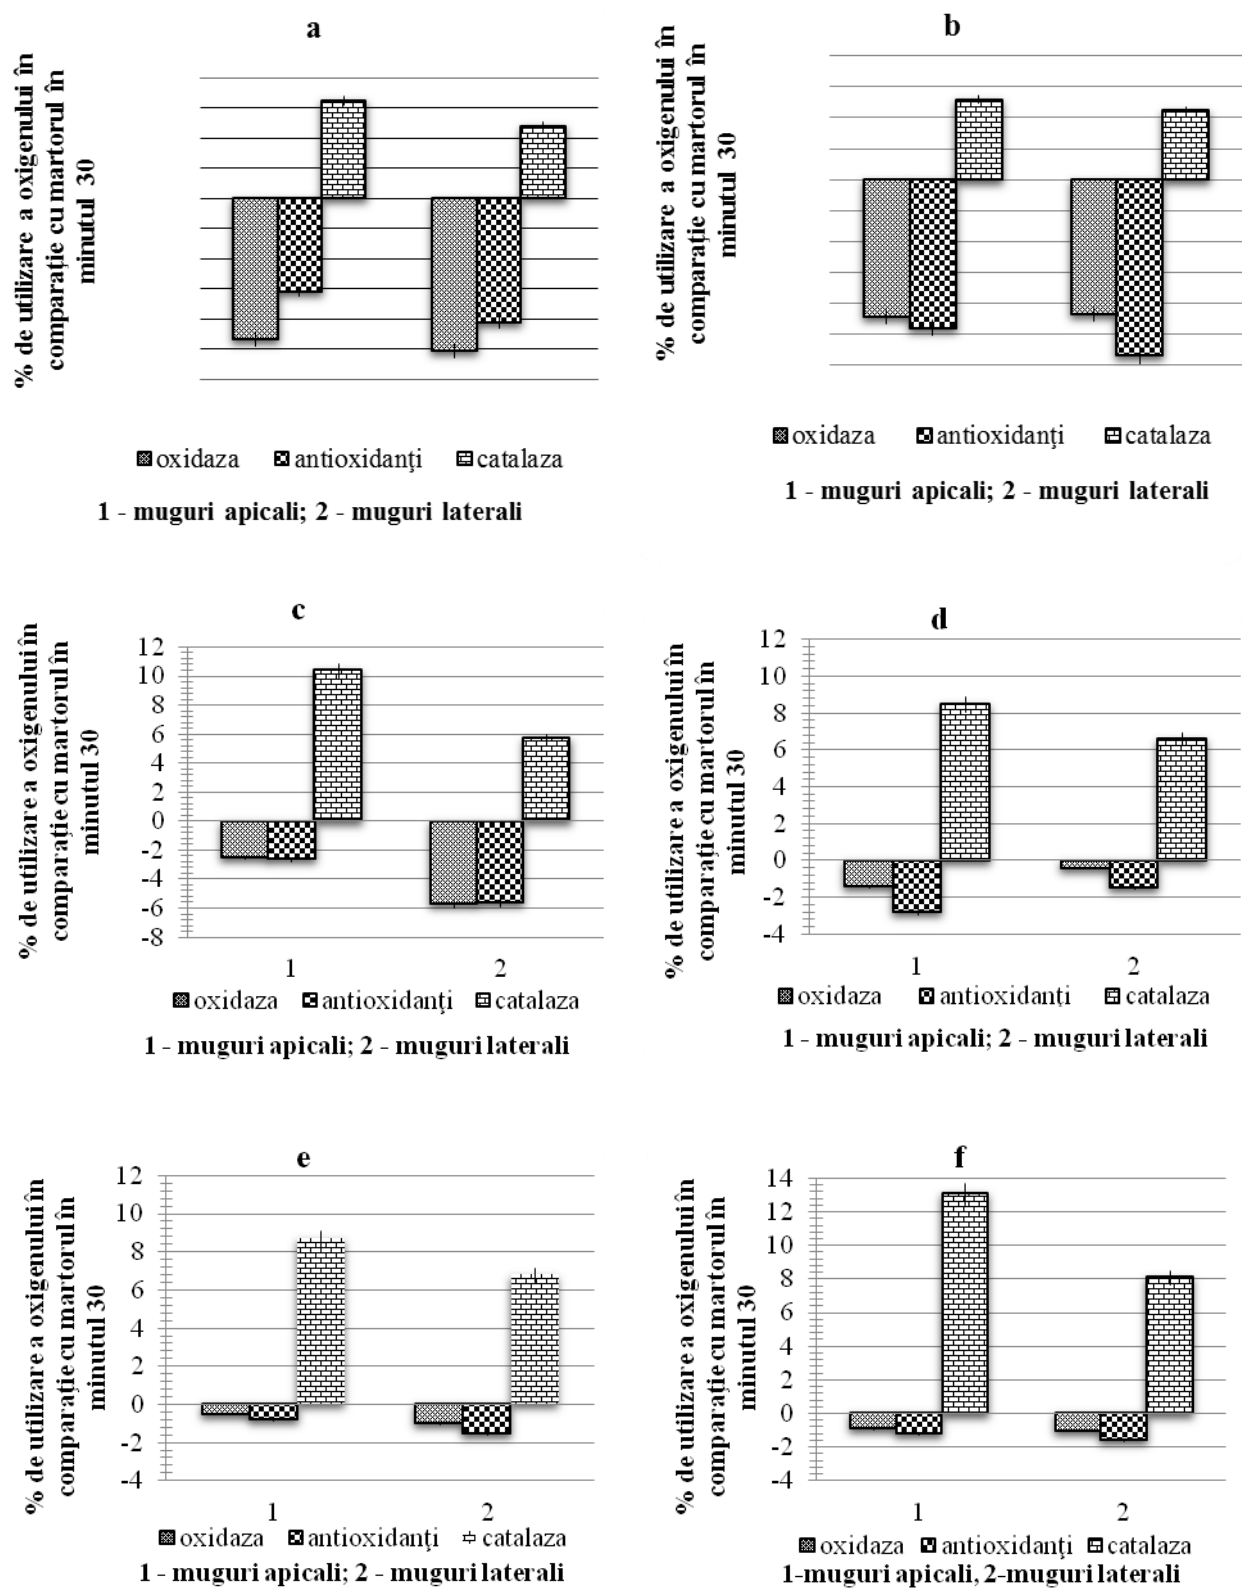 a
% de utilizare a oxigenului în
comparaţie cu martorul în
minutul 30
oxidaza antioxidanţi catalaza
1 - muguri apicali; 2 - muguri laterali
b
% de utilizare a oxigenului în
comparaţie cu martorul în
minutul 30
oxidaza antioxidanţi catalaza
1 - muguri apicali; 2 - muguri laterali
c
% de utilizare a oxigenului în
comparaţie cu martorul în
minutul 30
12
10
8
6
4
2
0
-2
-4
-6
-8
1 2
oxidaza antioxidanţi catalaza
1 - muguri apicali; 2 - muguri laterali
d
% de utilizare a oxigenului în
comparaţie cu martorul în
minutul 30
12
10
8
6
4
2
0
-2
-4
1 2
oxidaza antioxidanţi catalaza
1 - muguri apicali; 2 - muguri laterali
e
% de utilizare a oxigenului în
comparaţie cu martorul în
minutul 30
12
10
8
6
4
2
0
-2
-4
1 2
oxidaza antioxidanţi catalaza
1 - muguri apicali; 2 - muguri laterali
f
% de utilizare a oxigenului în
comparaţie cu martorul în
minutul 30
14
12
10
8
6
4
2
0
-2
-4
1 2
oxidaza antioxidanţi catalaza
1-muguri apicali, 2-muguri laterali